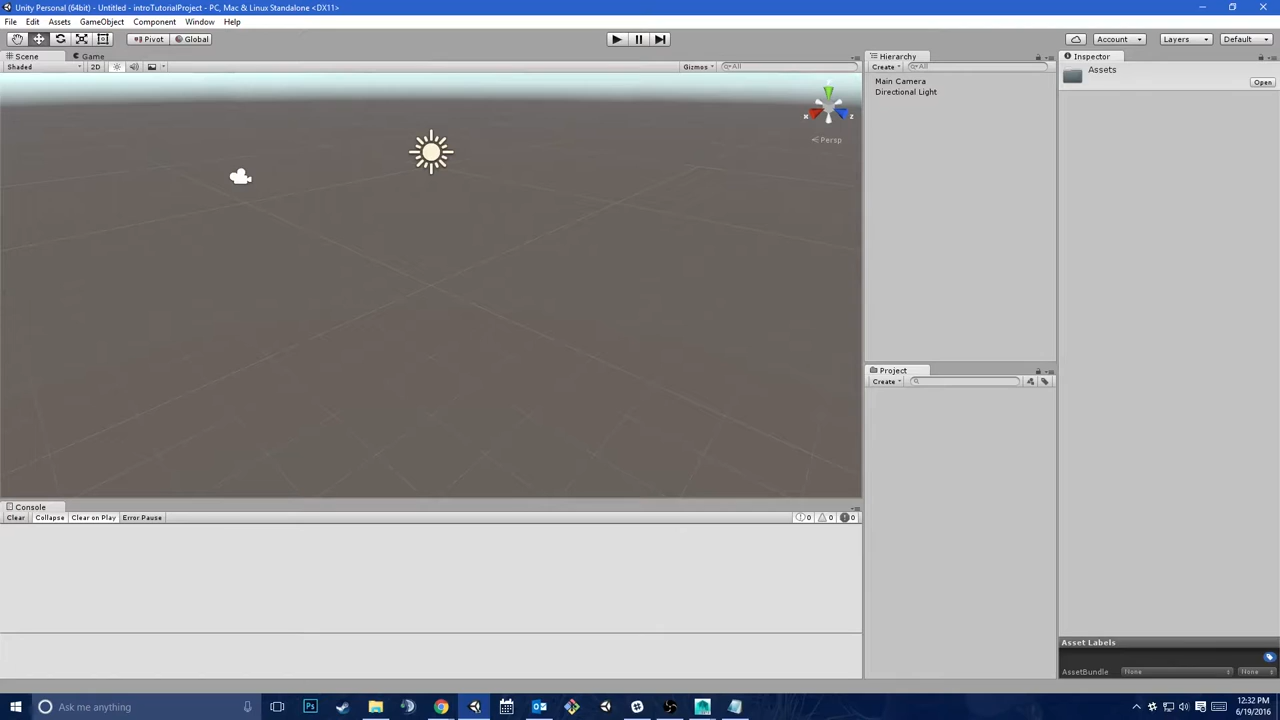 Unity Personal (64bit) - Untitled - introTutorialProject - PC, Mac & Linux Standalone <DX11>
File Edit Assets GameObject Component Window Help
Pivot Global
Account Layers Default
Scene Game
Shaded 2D Gizmos All
Persp
Hierarchy
Create All
Main Camera
Directional Light
Project
Create
Inspector
Assets
Open
Console
Clear Collapse Clear on Play Error Pause 0 0 0
Asset Labels
AssetBundle None None
Ask me anything
12:32 PM
6/19/2016